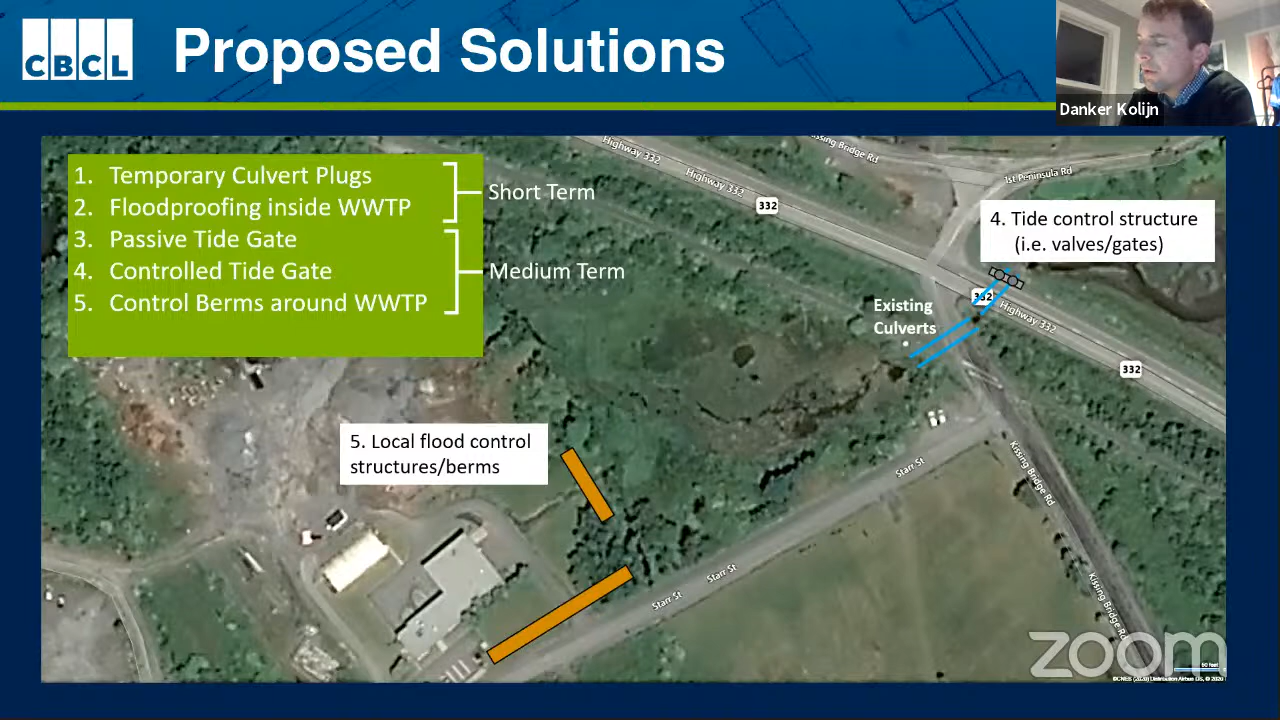 CBCL
Proposed Solutions
Danker Kolijn
1. Temporary Culvert Plugs
2. Floodproofing inside WWTP
3. Passive Tide Gate
4. Controlled Tide Gate
5. Control Berms around WWTP
Short Term
Medium Term
Highway 332
Highway 332
332
ssing Bridge Rd
1st Peninsula Rd
4. Tide control structure
(i.e. valves/gates)
332
Highway 332
Existing
Culverts
332
5. Local flood control
structures/berms
Starr St
Starr St
Starr St
Kissing Bridge Rd
Kissing Bridge Rd
zoom